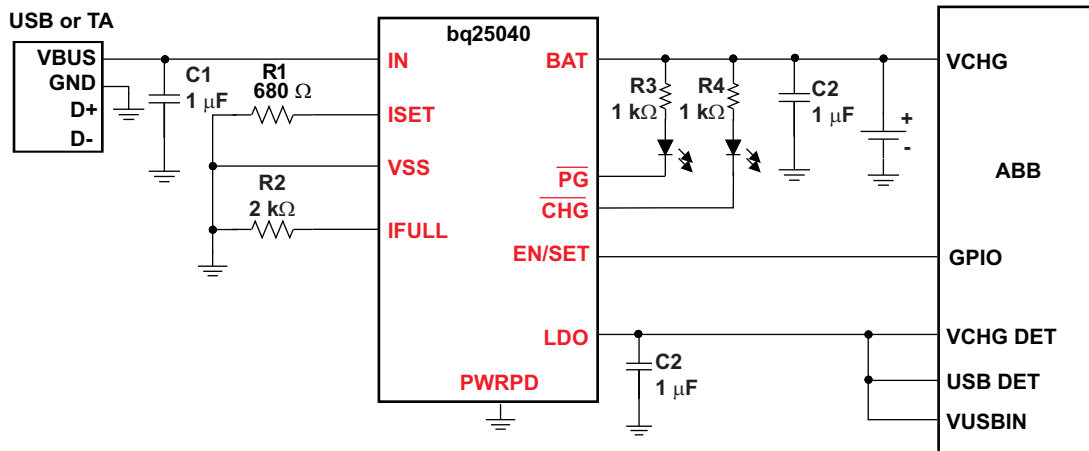 USB or TA
VBUS
GND
D+
D-
C1
1 μF
R1
680 Ω
R2
2 kΩ
bq25040
IN
ISET
VSS
IFULL
BAT
PG
CHG
EN/SET
LDO
PWRPD
R3
1 kΩ
R4
1 kΩ
C2
1 μF
+
-
C2
1 μF
VCHG
ABB
GPIO
VCHG DET
USB DET
VUSBIN